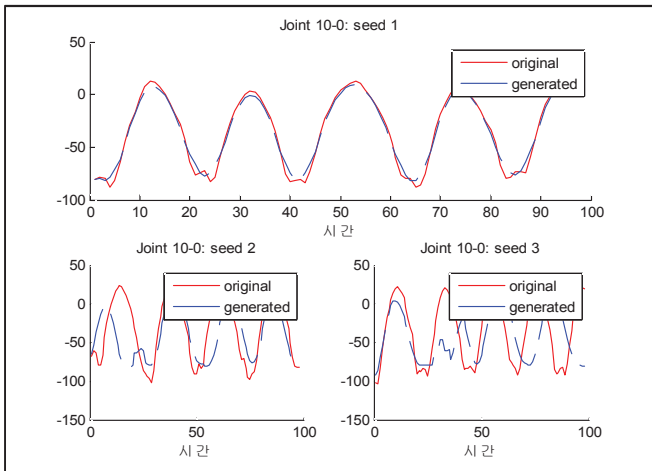 Joint 10-0: seed 1
50
0
-50
-100
original
generated
0 10 20 30 40 50 60 70 80 90 100
시간
Joint 10-0: seed 2
50
0
-50
-100
-150
original
generated
0 50 100
시간
Joint 10-0: seed 3
50
0
-50
-100
-150
original
generated
0 50 100
시간